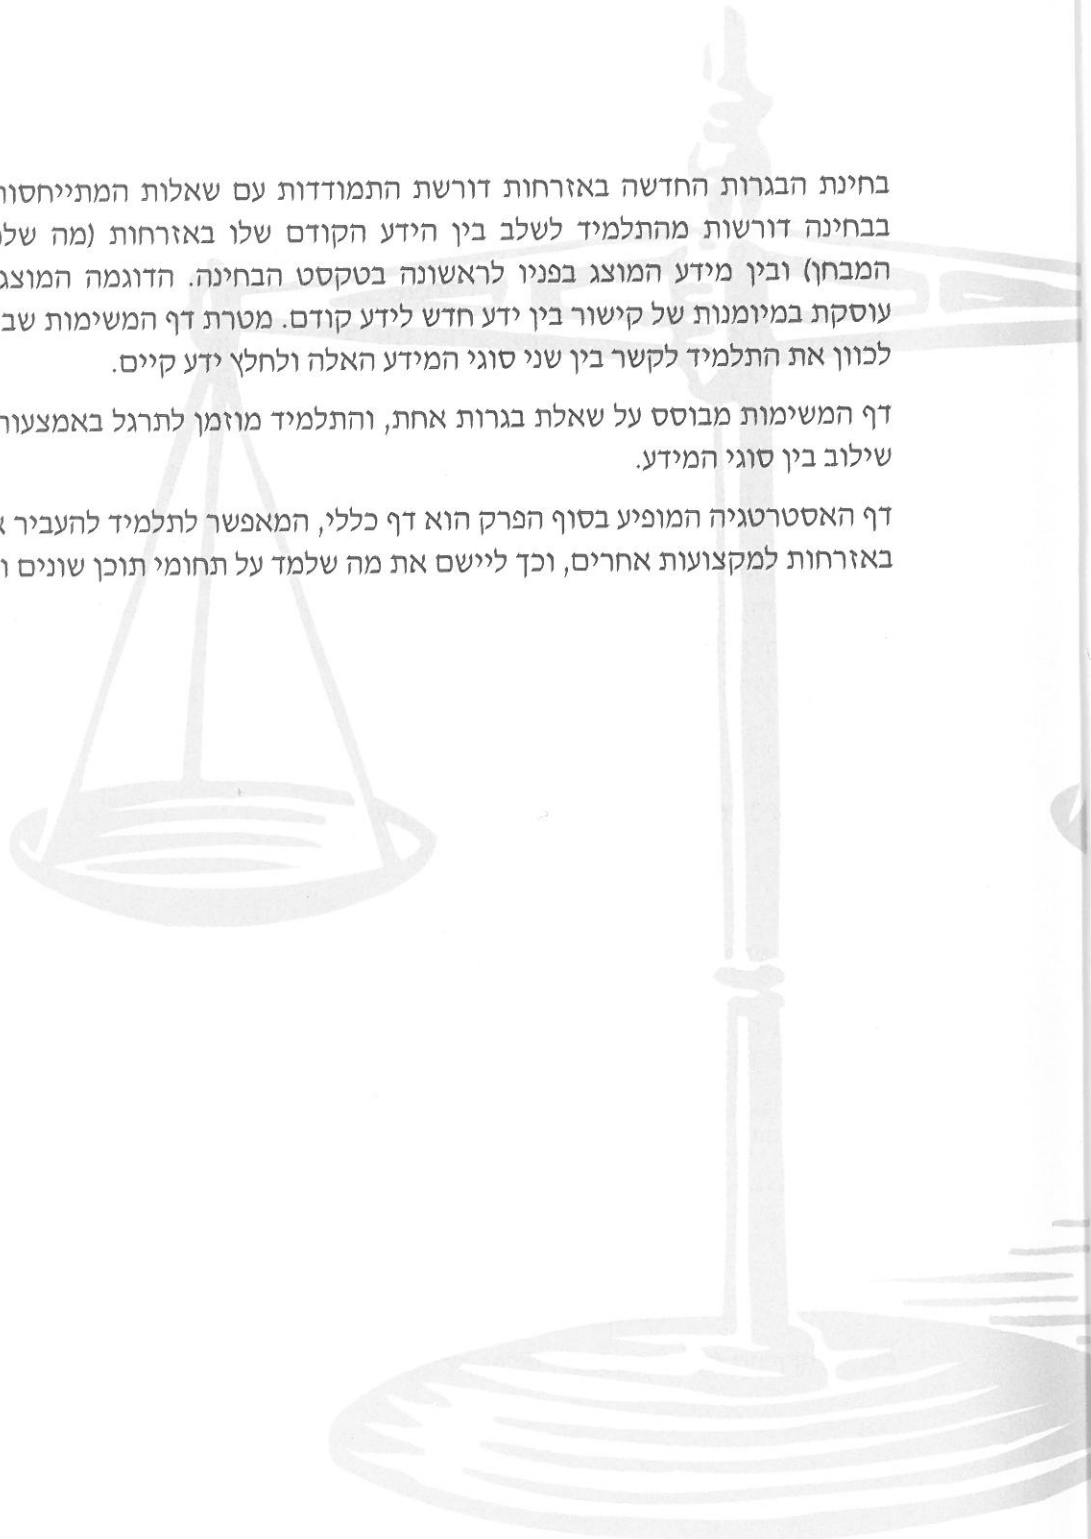 בחינת הבגרות החדשה באזרחות דורשת התמודדות עם שאלות המתייחסות
בבחינה דורשות מהתלמיד לשלב בין הידע הקודם שלו באזרחות (מה
המבחן) ובין מידע המוצג בפניו לראשונה בטקסט הבחינה. הדוגמה
עוסקת במיומנות של קישור בין ידע חדש לידע קודם. מטרת דף המשימות
לכוון את התלמיד לקשר בין שני סוגי המידע האלה ולחלץ ידע קיים.
דף המשימות מבוסס על שאלת בגרות אחת, והתלמיד מוזמן לתרגל
שילוב בין סוגי המידע.
דף האסטרטגיה המופיע בסוף הפרק הוא דף כללי, המאפשר לתלמיד להעביר
באזרחות למקצועות אחרים, וכך ליישם את מה שלמד על תחומי תוכן שונים